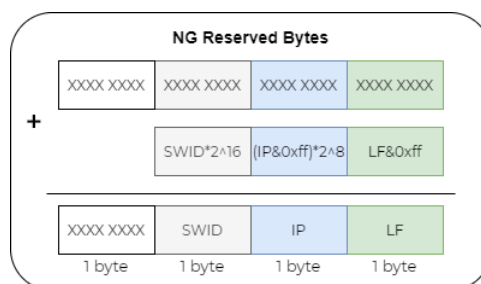 NG Reserved Bytes
XXXX XXXX XXXX XXXX XXXX XXXX XXXX XXXX
+
SWID*2^16 (IP&0xff)*2^8 LF&0xff
XXXX XXXX SWID IP LF
1 byte 1 byte 1 byte 1 byte